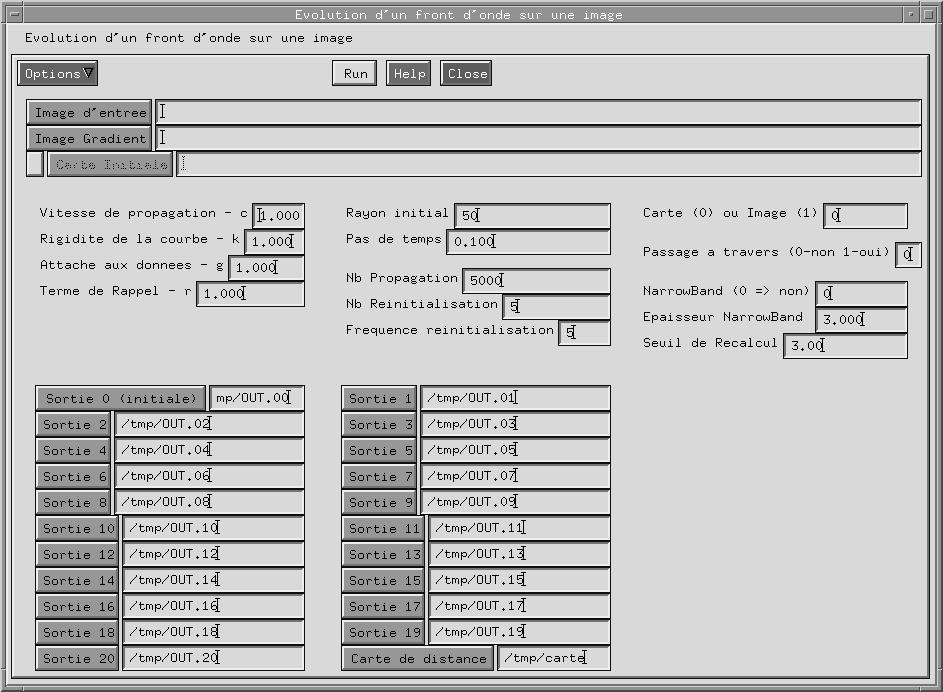 Evolution d'un front d'onde sur une image
Evolution d'un front d'onde sur une image
Options Run Help Close
Image d'entree
Image Gradient
Carte Initiale
Vitesse de propagation - c 1.000
Rigidite de la courbe - k 1.000
Attache aux donnees - g 1.000
Terme de Rappel - r 1.000
Rayon initial 50
Pas de temps 0.100
Nb Propagation 5000
Nb Reinitialisation 5
Frequence reinitialisation 5
Carte (0) ou Image (1) 0
Passage a travers (0-non 1-oui) 0
NarrowBand (0 => non) 0
Epaisseur NarrowBand 3.000
Seuil de Recalcul 3.00
Sortie 0 (initiale) mp/OUT.00 Sortie 1 /tmp/OUT.01
Sortie 2 /tmp/OUT.02 Sortie 3 /tmp/OUT.03
Sortie 4 /tmp/OUT.04 Sortie 5 /tmp/OUT.05
Sortie 6 /tmp/OUT.06 Sortie 7 /tmp/OUT.07
Sortie 8 /tmp/OUT.08 Sortie 9 /tmp/OUT.09
Sortie 10 /tmp/OUT.10 Sortie 11 /tmp/OUT.11
Sortie 12 /tmp/OUT.12 Sortie 13 /tmp/OUT.13
Sortie 14 /tmp/OUT.14 Sortie 15 /tmp/OUT.15
Sortie 16 /tmp/OUT.16 Sortie 17 /tmp/OUT.17
Sortie 18 /tmp/OUT.18 Sortie 19 /tmp/OUT.19
Sortie 20 /tmp/OUT.20 Carte de distance /tmp/carte